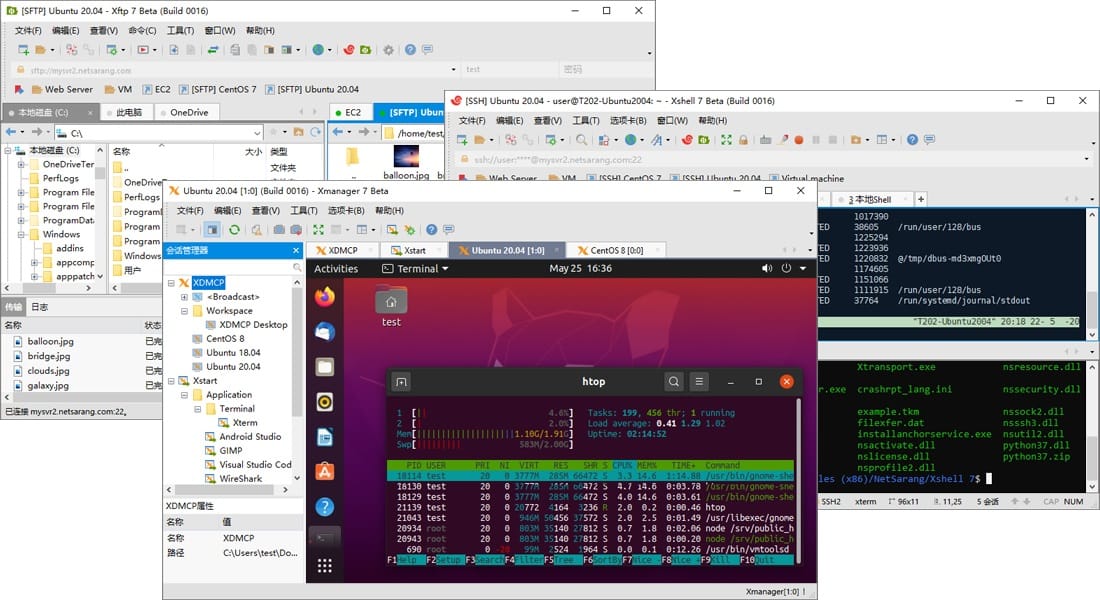 [SFTP] Ubuntu 20.04 - Xftp 7 Beta (Build 0016)
文件(F) 编辑(E) 查看(V) 命令(C) 工具(T) 窗口(W) 帮助(H)
sftp://mysvr2.netsarang.com test 密码
Web Server VM EC2 [SFTP] CentOS 7 [SFTP] Ubuntu 20.04
本地磁盘 (C:) 此电脑 OneDrive
EC2 [SFTP] Ubun
C:\
/home/test,
本地磁盘 (C:)
OneDriveTer
PerfLogs
Program Files
Program File
ProgramData
Windows
addins
appcomp
apppatch
名称 大小 类型
..
文件夹
OneDrive
PerfLogs
Program
Program
Program
Windows
用户
..
balloon.jpg
传输 日志
名称 状态
balloon.jpg 已完
bridge.jpg 已完
clouds.jpg 已完
galaxy.jpg 已完
已连接 mysvr2.netsarang.com:22。
[SSH] Ubuntu 20.04 - user@T202-Ubuntu2004: ~ - Xshell 7 Beta (Build 0016)
文件(F) 编辑(E) 查看(V) 工具(T) 选项卡(B) 窗口(W) 帮助(H)
ssh://user:****@mysvr2.netsarang.com:22
Web Server VM [SSH] CentOS 7 [SSH] Ubuntu 20.04 Virtual machine
3 本地Shell
1017390
TED 38605 /run/user/128/bus
1225294
TED 1223936
TED 1220832 @/tmp/dbus-md3xmgOUt0
1174605
TED 1151066
TED 1111915 /run/user/128/bus
TED 37764 /run/systemd/journal/stdout
"T202-Ubuntu2004" 20:18 22- 5 -20
Xtransport.exe nsresource.dll
r.exe crashrpt_lang.ini nssecurity.dll
example.tkm nssock2.dll
filexfer.dat nsssh3.dll
installanchorservice.exe nsutil2.dll
nsactivate.dll python37.dll
nslicense.dll python37.zip
nsprofile2.dll
les (x86)/NetSarang/Xshell 7$
SSH2 xterm 96x11 11, 25 5 会话 CAP NUM
Ubuntu 20.04 [1:0] (Build 0016) - Xmanager 7 Beta
文件(F) 编辑(E) 查看(V) 工具(T) 选项卡(B) 帮助(H)
会话管理器
XDMCP
<Broadcast>
Workspace
XDMCP Desktop
CentOS 8
Ubuntu 18.04
Ubuntu 20.04
Xstart
Application
Terminal
Xterm
Android Studio
GIMP
Visual Studio Cod
WireShark
XDMCP属性
名称 值
名称 XDMCP
路径 C:\Users\test\Do...
XDMCP Xstart Ubuntu 20.04 [1:0] CentOS 8 [0:0]
Activities Terminal May 25 16:36
test
htop
1 [|| 4.6%] Tasks: 199, 456 thr; 1 running
2 [| 2.0%] Load average: 0.41 1.29 1.02
Mem[ 1.10G/1.91G] Uptime: 02:14:52
Swp[ 583M/2.00G]
PID USER PRI NI VIRT RES SHR S CPU% MEM% TIME+ Command
18114 test 20 0 3777M 285M 66472 S 3.3 14.6 1:14.88 /usr/bin/gnome-she
18130 test 20 0 3777M 285M 66472 S 4.7 14.6 0:03.78 /usr/bin/gnome-she
18129 test 20 0 3777M 285M 66472 S 4.0 14.6 0:03.61 /usr/bin/gnome-she
21139 test 20 0 20772 4164 3236 R 2.0 0.2 0:00.46 htop
21043 test 20 0 946M 50456 37572 S 2.0 2.5 0:01.49 /usr/libexec/gnome
20934 root 20 0 803M 35140 27812 S 0.7 1.8 0:02.06 node /srv/public_h
20943 root 20 0 803M 35140 27812 S 0.7 1.8 0:00.20 node /srv/public_h
690 root 0 -20 99M 2524 1964 S 0.0 0.1 0:12.26 /usr/bin/vmtoolsd
F1Help F2Setup F3Search F4Filter F5Tree F6SortBy F7Nice - F8Nice + F9Kill F10Quit
Xmanager[1:0] !